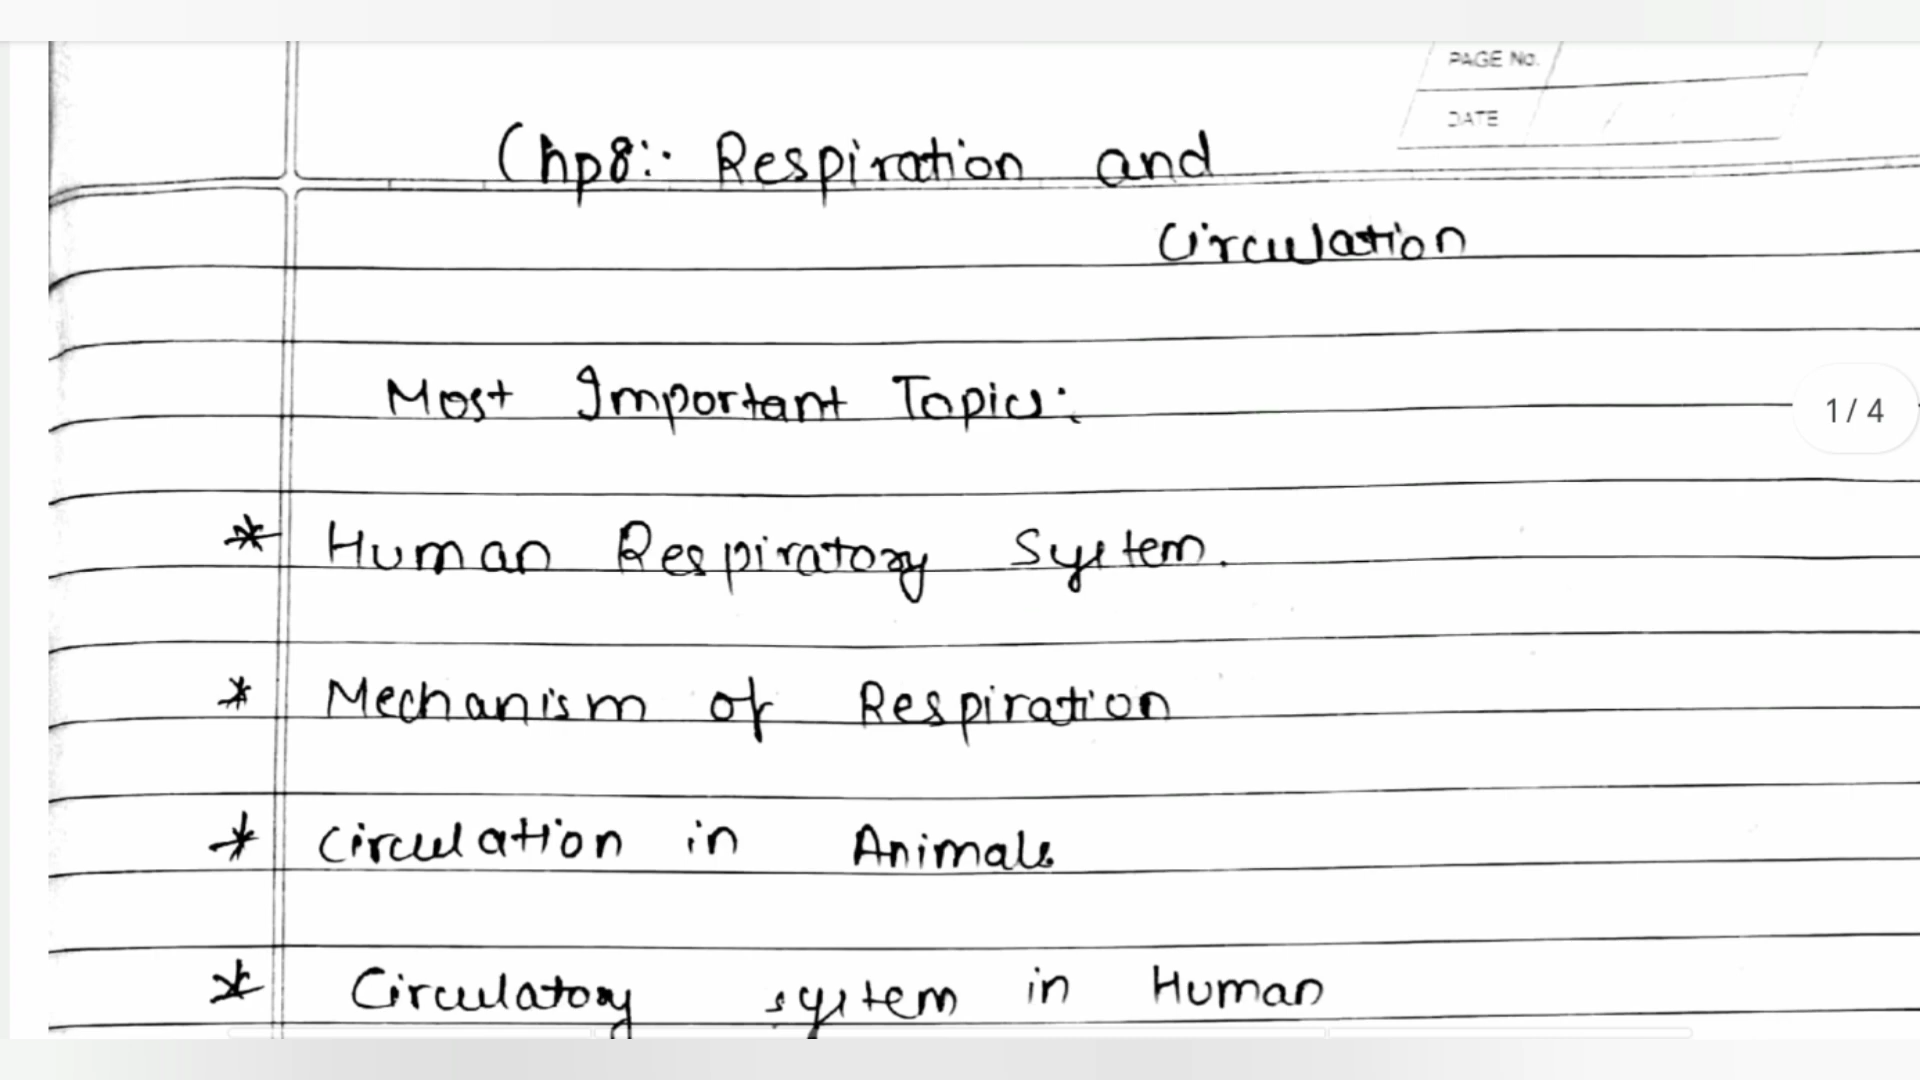 PAGE No.
DATE
Chp8:- Respiration and
Circulation
Most Important Topics:
1 / 4
* Human Respiratory System.
* Mechanism of Respiration
* Circulation in Animals
* Circulatory system in Human